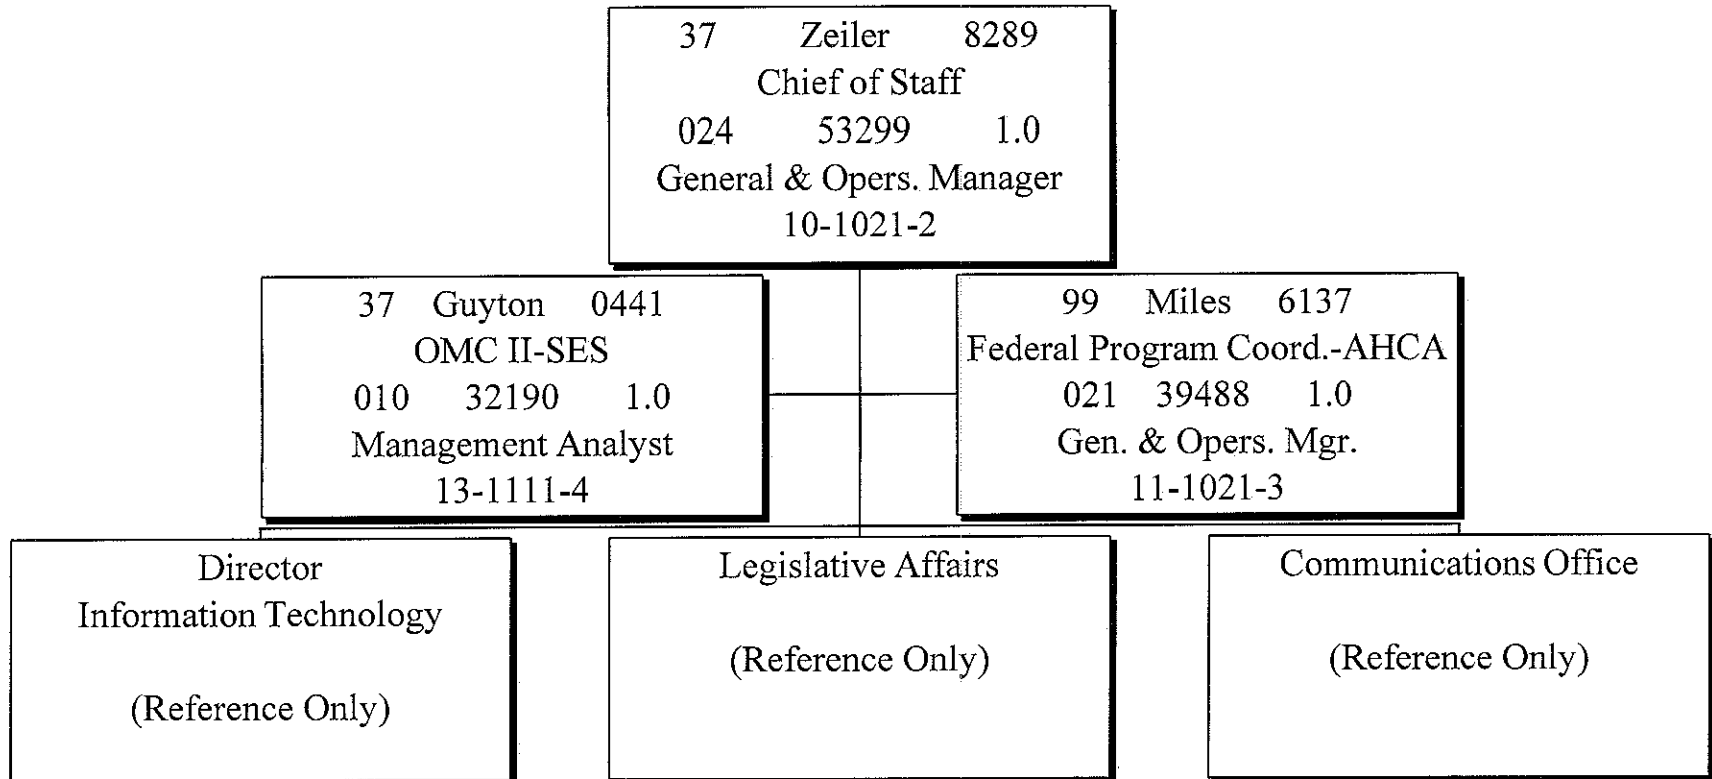 37 Zeiler 8289
Chief of Staff
024 53299 1.0
General & Opers. Manager
10-1021-2
37 Guyton 0441
OMC II-SES
010 32190 1.0
Management Analyst
13-1111-4
99 Miles 6137
Federal Program Coord.-AHCA
021 39488 1.0
Gen. & Opers. Mgr.
11-1021-3
Director
Information Technology
(Reference Only)
Legislative Affairs
(Reference Only)
Communications Office
(Reference Only)